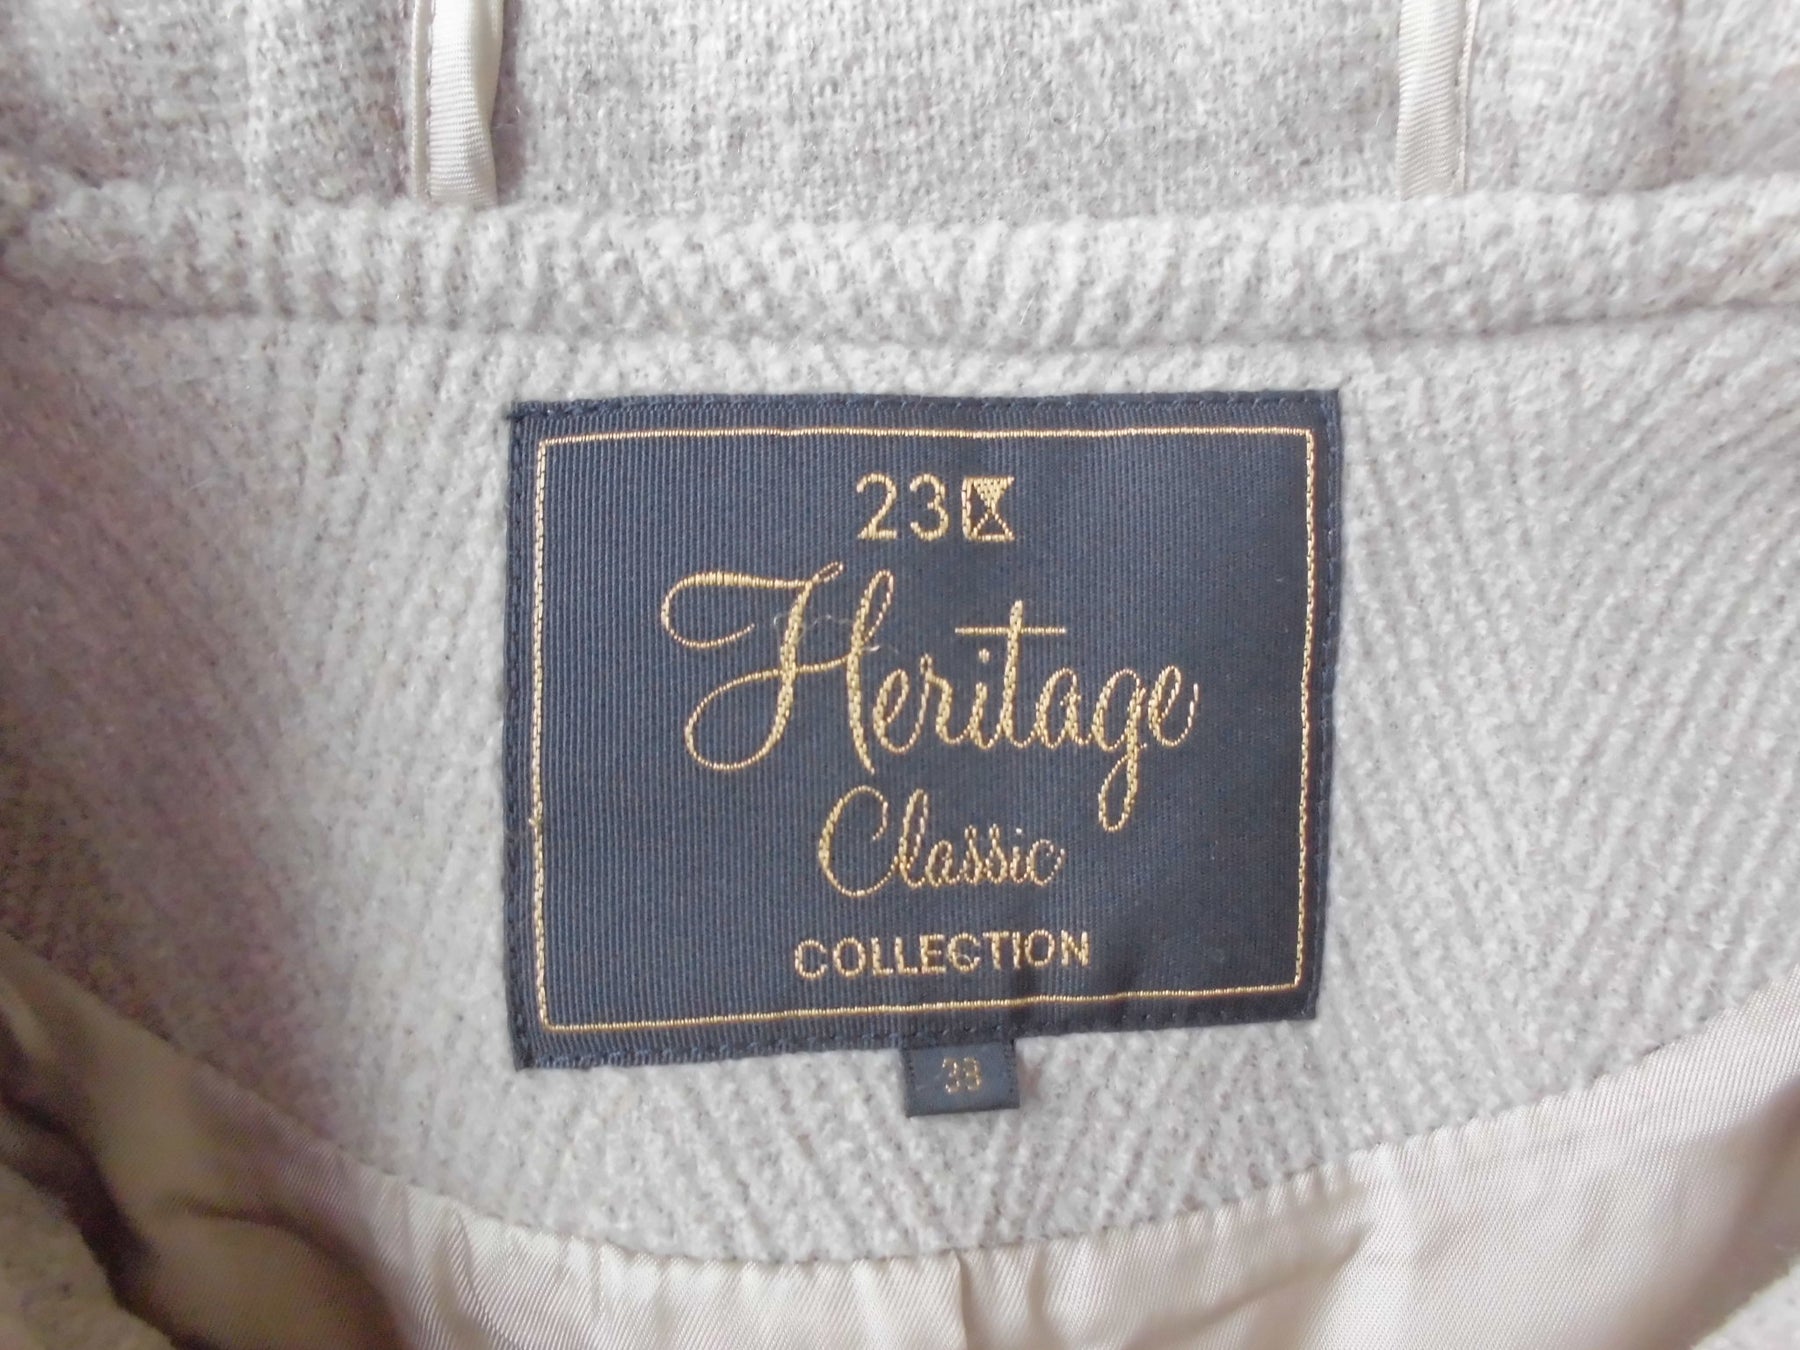 23区
Heritage
Classic
COLLECTION
38